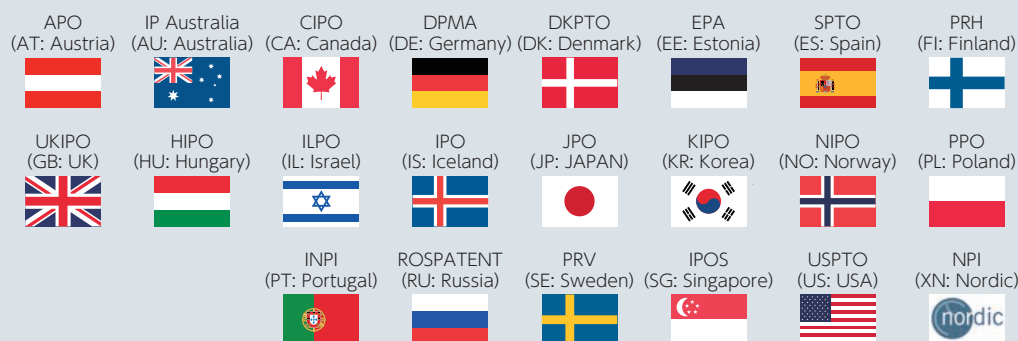 APO
(AT: Austria)
IP Australia
(AU: Australia)
CIPO
(CA: Canada)
DPMA
(DE: Germany)
DKPTO
(DK: Denmark)
EPA
(EE: Estonia)
SPTO
(ES: Spain)
PRH
(FI: Finland)
UKIPO
(GB: UK)
HIPO
(HU: Hungary)
ILPO
(IL: Israel)
IPO
(IS: Iceland)
JPO
(JP: JAPAN)
KIPO
(KR: Korea)
NIPO
(NO: Norway)
PPO
(PL: Poland)
INPI
(PT: Portugal)
ROSPATENT
(RU: Russia)
PRV
(SE: Sweden)
IPOS
(SG: Singapore)
USPTO
(US: USA)
NPI
(XN: Nordic)
nordic